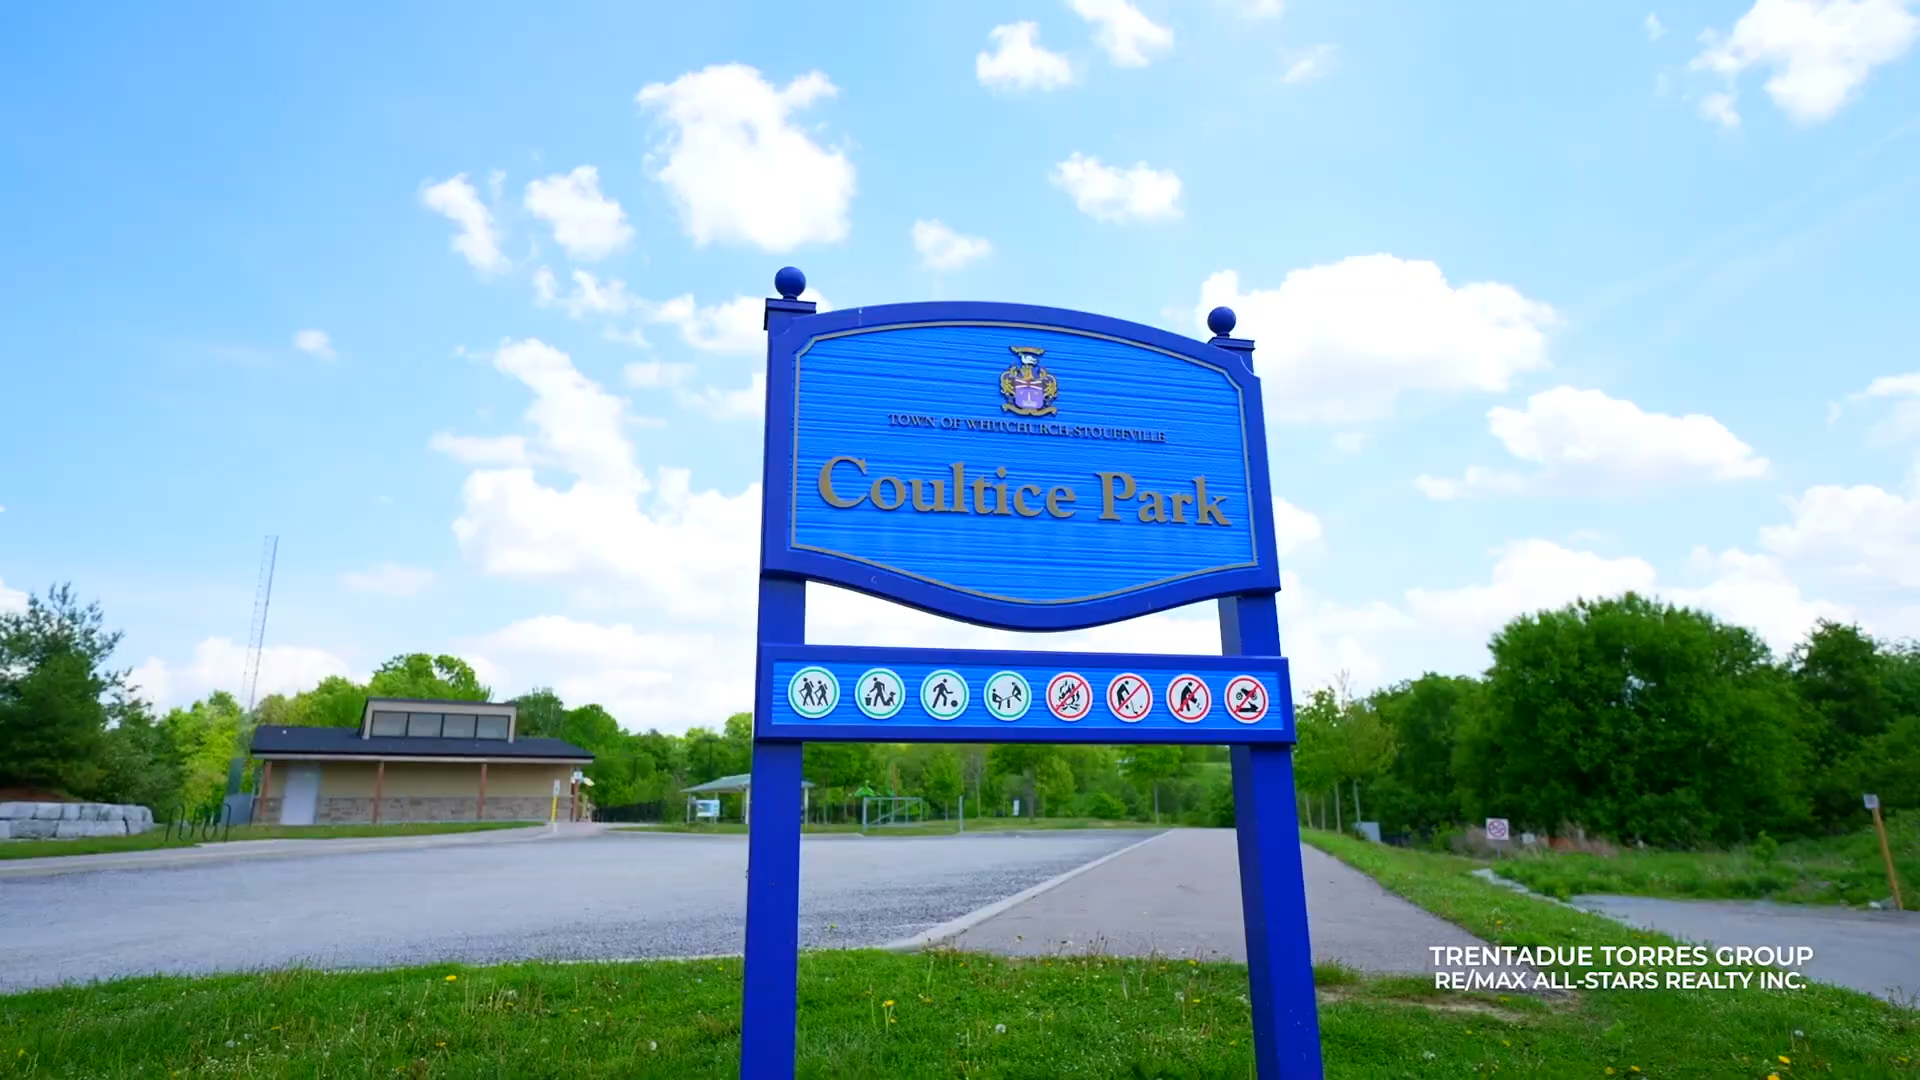 TOWN OF WHITCHURCH-STOUFFVILLE
Coultice Park
TRENTADUE TORRES GROUP
RE/MAX ALL-STARS REALTY INC.